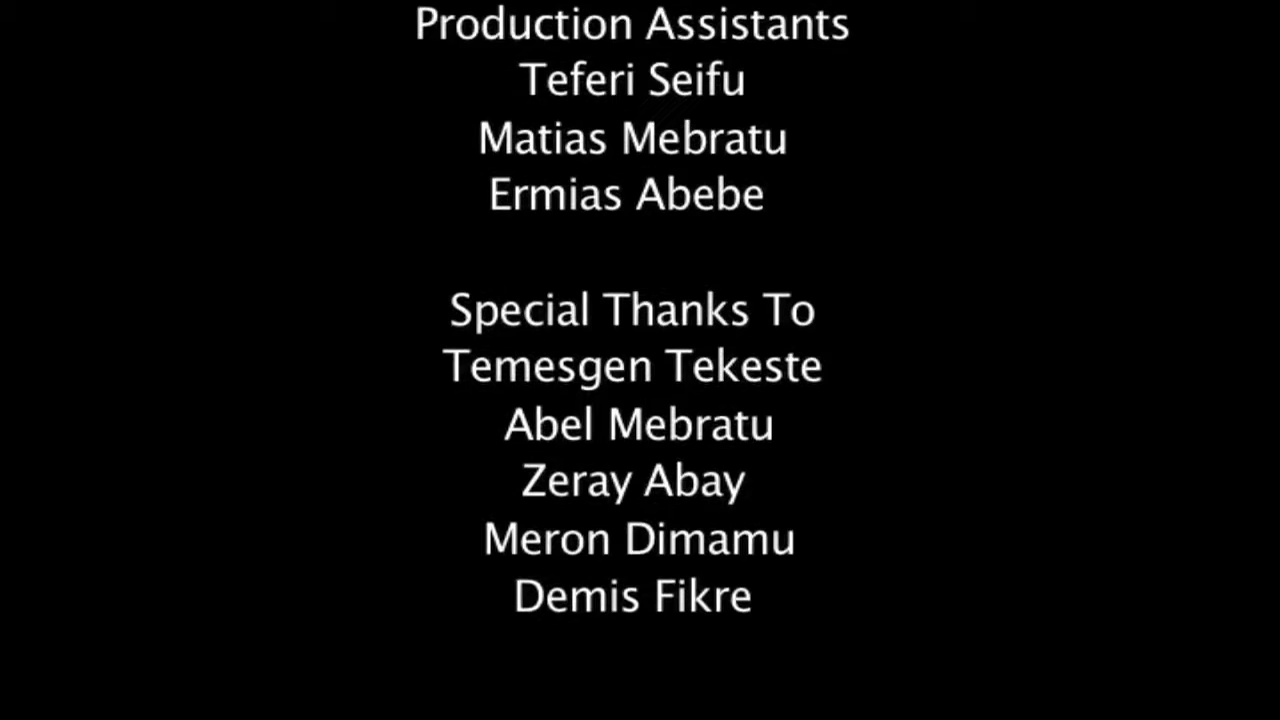 Production Assistants
Teferi Seifu
Matias Mebratu
Ermias Abebe
Special Thanks To
Temesgen Tekeste
Abel Mebratu
Zeray Abay
Meron Dimamu
Demis Fikre